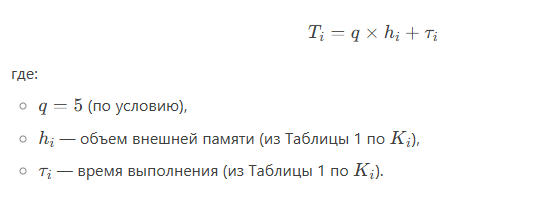 T_i = q × h_i + τ_i
где:
○ q = 5 (по условию),
○ h_i — объем внешней памяти (из Таблицы 1 по K_i),
○ τ_i — время выполнения (из Таблицы 1 по K_i).